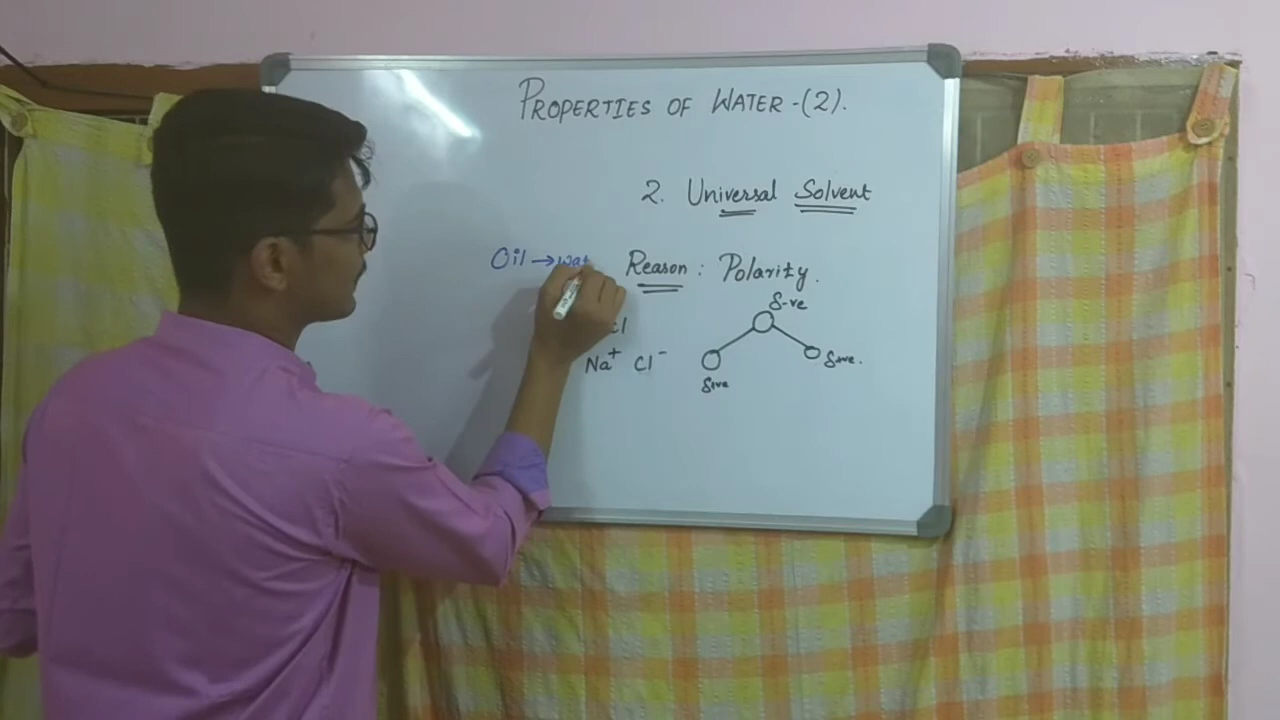 PROPERTIES OF WATER -(2).
2. Universal Solvent
Oil → wat
Reason : Polarity.
δ-ve
cl
Na⁺ Cl⁻
δ+ve.
δ+ve